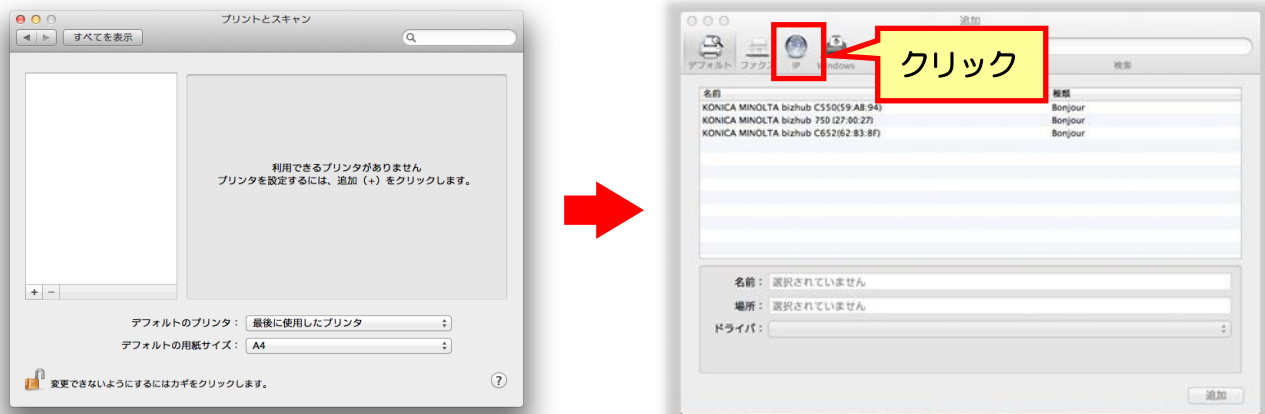 プリントとスキャン
すべてを表示
利用できるプリンタがありません
プリンタを設定するには、追加（+）をクリックします。
+ −
デフォルトのプリンタ： 最後に使用したプリンタ
デフォルトの用紙サイズ： A4
変更できないようにするにはカギをクリックします。
?
追加
デフォルト ファクス IP Windows 検索
クリック
名前 種類
KONICA MINOLTA bizhub C550(59:A8:94) Bonjour
KONICA MINOLTA bizhub 750 (27:00:27) Bonjour
KONICA MINOLTA bizhub C652(62:B3:8F) Bonjour
名前： 選択されていません
場所： 選択されていません
ドライバ：
追加